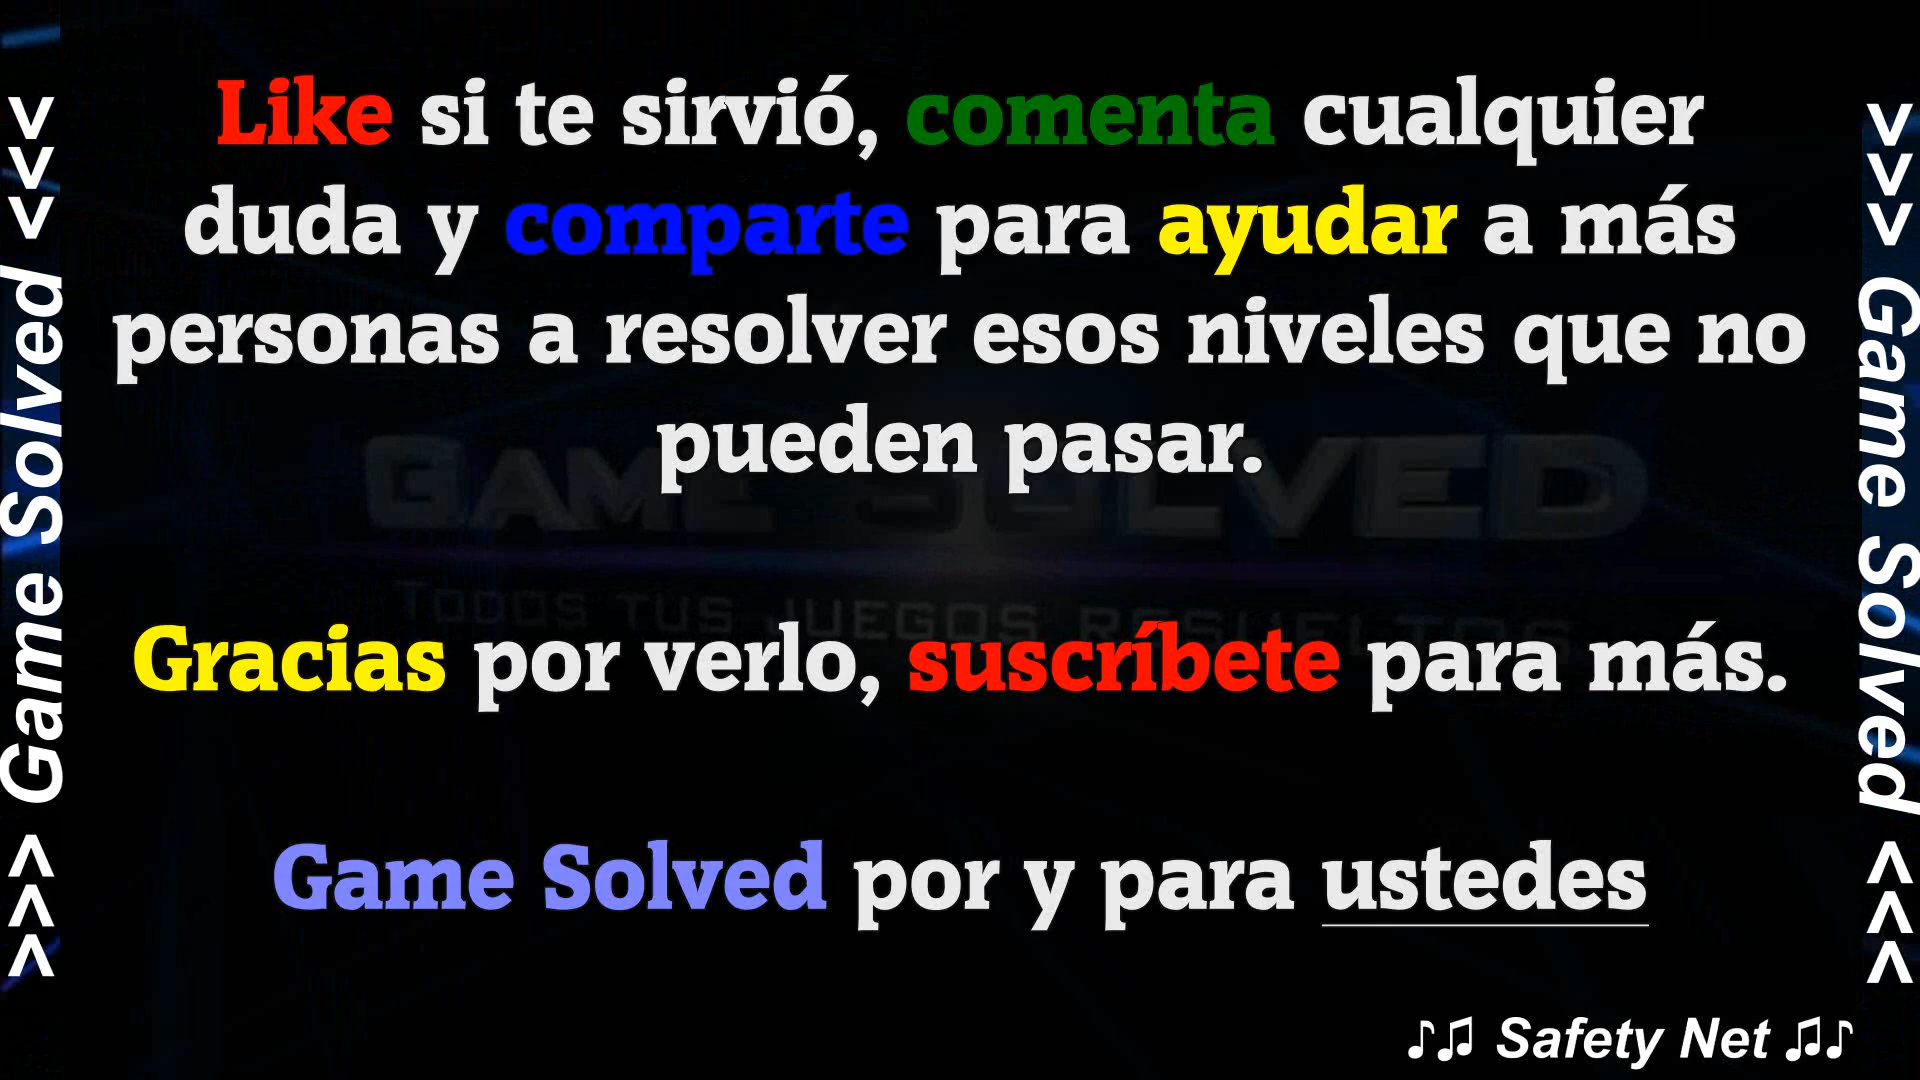 Like si te sirvió, comenta cualquier
duda y comparte para ayudar a más
personas a resolver esos niveles que no
pueden pasar.
GAME SOLVED
TODOS TUS JUEGOS RESUELTOS
Gracias por verlo, suscríbete para más.
Game Solved por y para ustedes
>>> Game Solved <<<
>>> Game Solved <<<
♪♫ Safety Net ♫♪